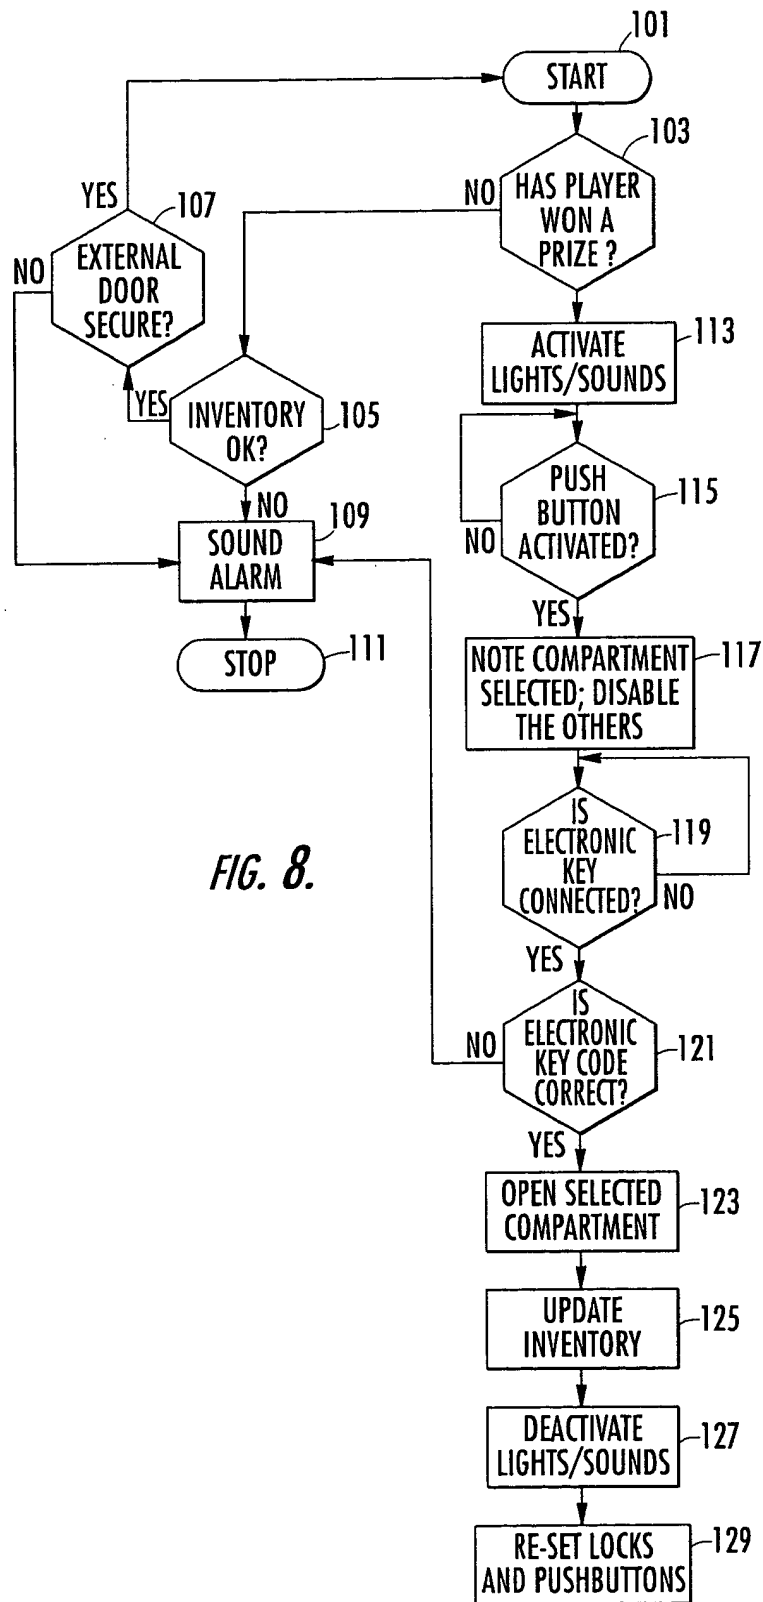 101
START
103
HAS PLAYER
WON A
PRIZE ?
NO
YES
107
EXTERNAL
DOOR
SECURE?
NO
113
ACTIVATE
LIGHTS/SOUNDS
YES
INVENTORY
OK?
105
115
PUSH
BUTTON
ACTIVATED?
NO
NO
109
SOUND
ALARM
YES
STOP
111
117
NOTE COMPARTMENT
SELECTED; DISABLE
THE OTHERS
IS
ELECTRONIC
KEY
CONNECTED?
119
NO
FIG. 8.
YES
IS
ELECTRONIC
KEY CODE
CORRECT?
121
NO
YES
OPEN SELECTED
COMPARTMENT
123
UPDATE
INVENTORY
125
DEACTIVATE
LIGHTS/SOUNDS
127
RE-SET LOCKS
AND PUSHBUTTONS
129